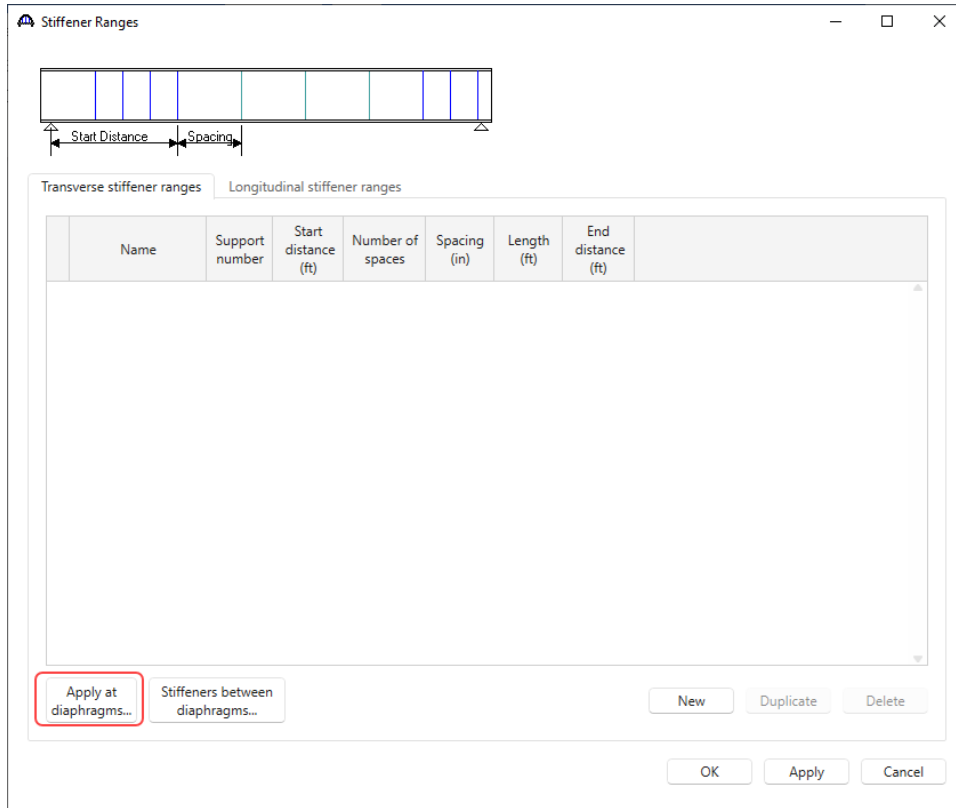 Stiffener Ranges
Start Distance
Spacing
Transverse stiffener ranges
Longitudinal stiffener ranges
Name
Support
number
Start
distance
(ft)
Number of
spaces
Spacing
(in)
Length
(ft)
End
distance
(ft)
Apply at
diaphragms...
Stiffeners between
diaphragms...
New
Duplicate
Delete
OK
Apply
Cancel